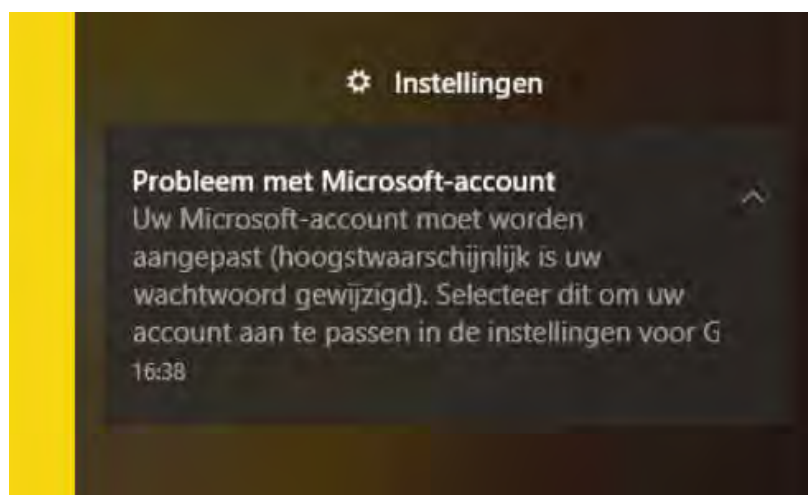 Instellingen
Probleem met Microsoft-account
Uw Microsoft-account moet worden
aangepast (hoogstwaarschijnlijk is uw
wachtwoord gewijzigd). Selecteer dit om uw
account aan te passen in de instellingen voor G
16:38